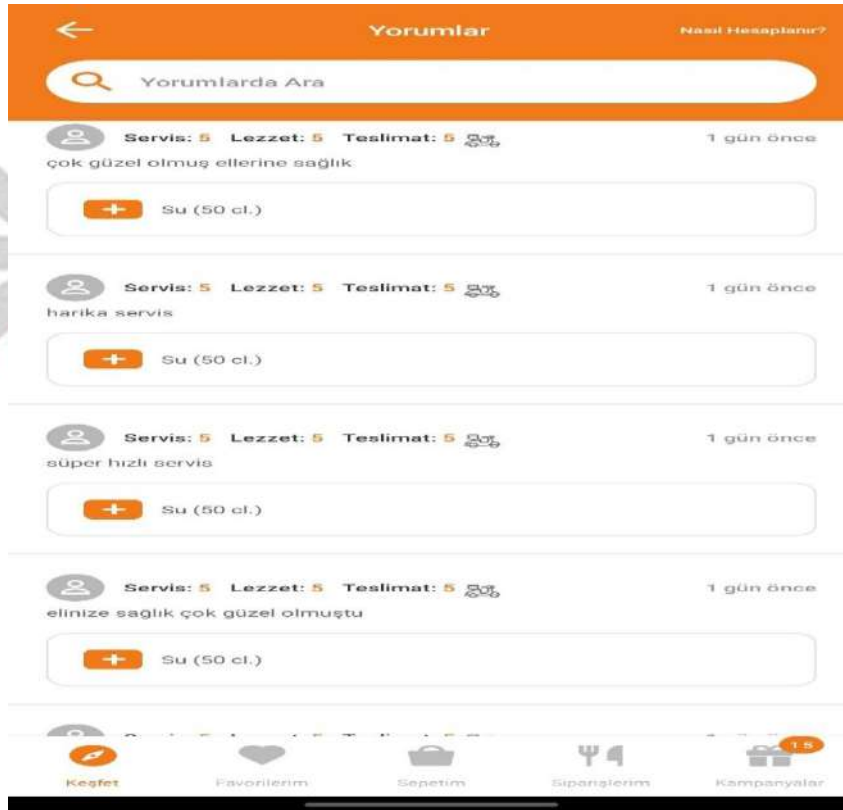 Yorumlar
Nasıl Hesaplanır?
Yorumlarda Ara
Servis: 5 Lezzet: 5 Teslimat: 5 1 gün önce
çok güzel olmuş ellerine sağlık
+ Su (50 cl.)
Servis: 5 Lezzet: 5 Teslimat: 5 1 gün önce
harika servis
+ Su (50 cl.)
Servis: 5 Lezzet: 5 Teslimat: 5 1 gün önce
süper hızlı servis
+ Su (50 cl.)
Servis: 5 Lezzet: 5 Teslimat: 5 1 gün önce
elinize sağlık çok güzel olmuştu
+ Su (50 cl.)
15
Keşfet Favorilerim Sepetim Siparişlerim Kampanyalar